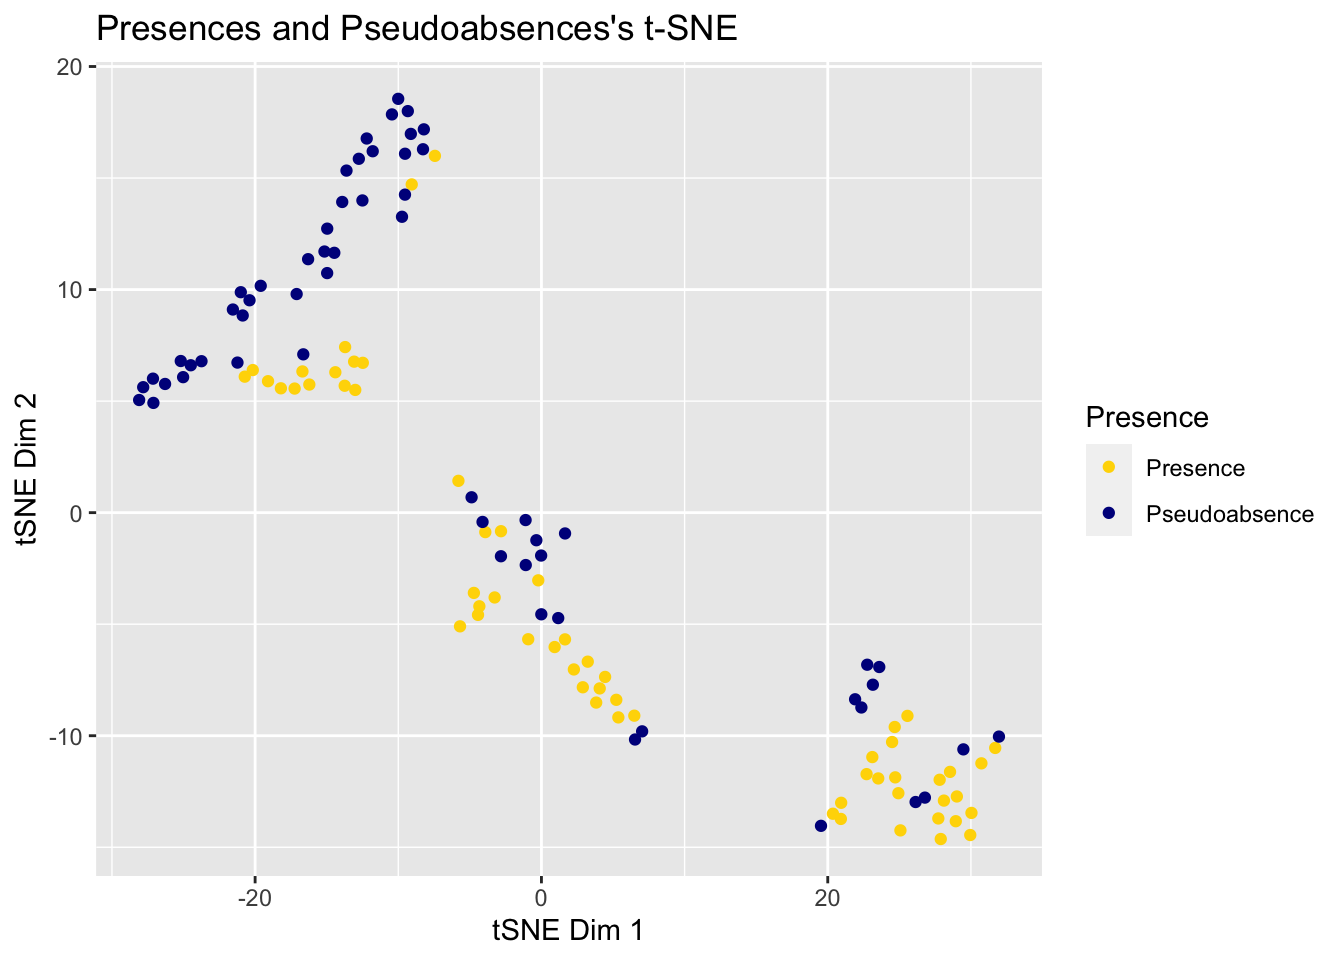 Presences and Pseudoabsences's t-SNE
20
10
0
-10
tSNE Dim 2
-20
0
20
tSNE Dim 1
Presence
Presence
Pseudoabsence